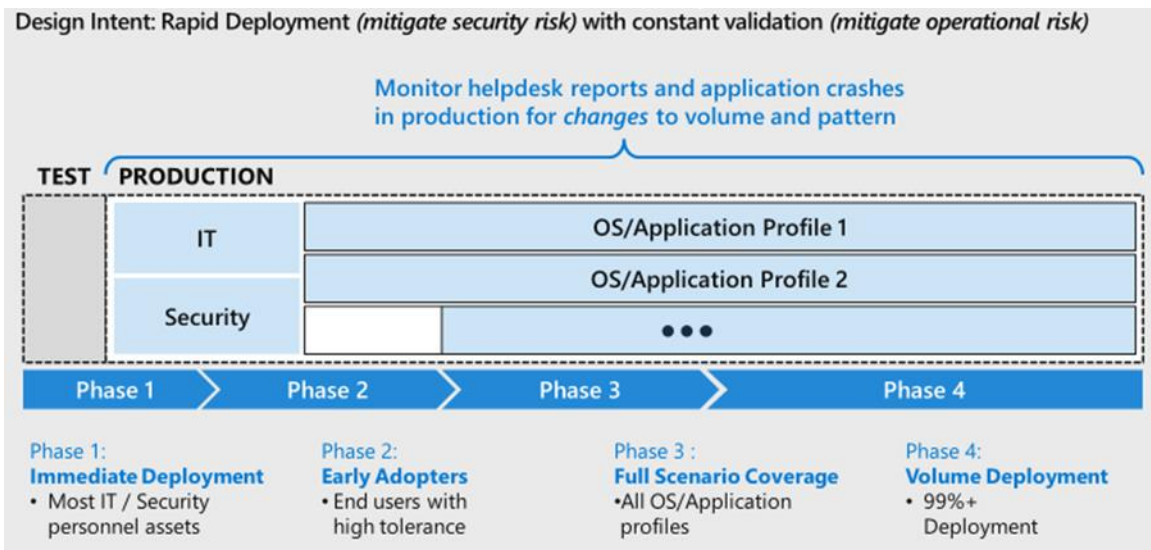 Design Intent: Rapid Deployment (mitigate security risk) with constant validation (mitigate operational risk)
Monitor helpdesk reports and application crashes
in production for changes to volume and pattern
TEST
PRODUCTION
IT
Security
OS/Application Profile 1
OS/Application Profile 2
•••
Phase 1
Phase 2
Phase 3
Phase 4
Phase 1:
Immediate Deployment
• Most IT / Security
personnel assets
Phase 2:
Early Adopters
• End users with
high tolerance
Phase 3 :
Full Scenario Coverage
•All OS/Application
profiles
Phase 4:
Volume Deployment
• 99%+
Deployment